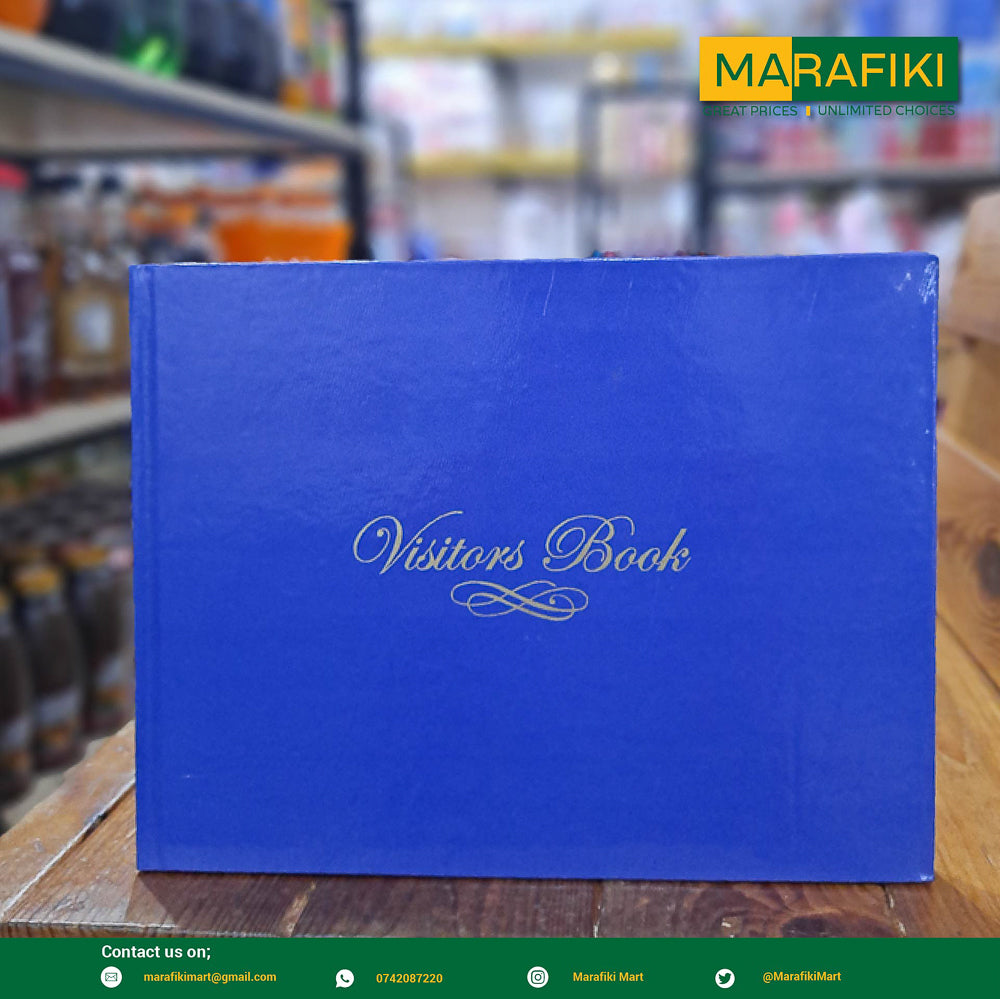 MARAFIKI
GREAT PRICES UNLIMITED CHOICES
Visitors Book
Contact us on;
marafikimart@gmail.com
0742087220
Marafiki Mart
@MarafikiMart